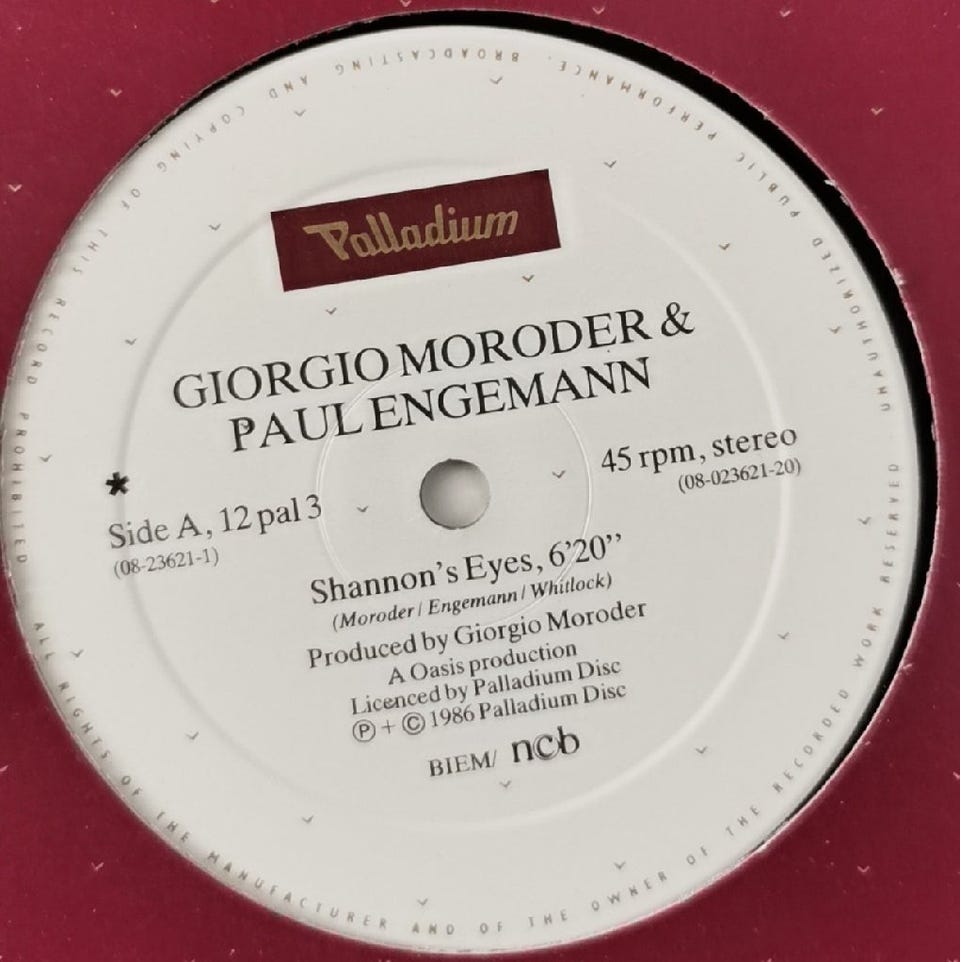 Palladium
GIORGIO MORODER &
PAUL ENGEMANN
*
Side A, 12 pal 3
(08-23621-1)
45 rpm, stereo
(08-023621-20)
Shannon's Eyes, 6'20''
(Moroder / Engemann / Whitlock)
Produced by Giorgio Moroder
A Oasis production
Licenced by Palladium Disc
Ⓟ + © 1986 Palladium Disc
BIEM/ ncb
ALL RIGHTS OF THE MANUFACTURER AND OF THE OWNER OF THE RECORDED WORK RESERVED UNAUTHORIZED PUBLIC PERFORMANCE, BROADCASTING AND COPYING OF THIS RECORD PROHIBITED